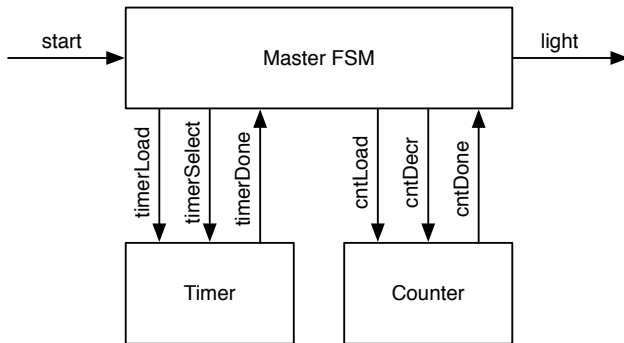 start
Master FSM
light
timerLoad
timerSelect
timerDone
cntLoad
cntDecr
cntDone
Timer
Counter